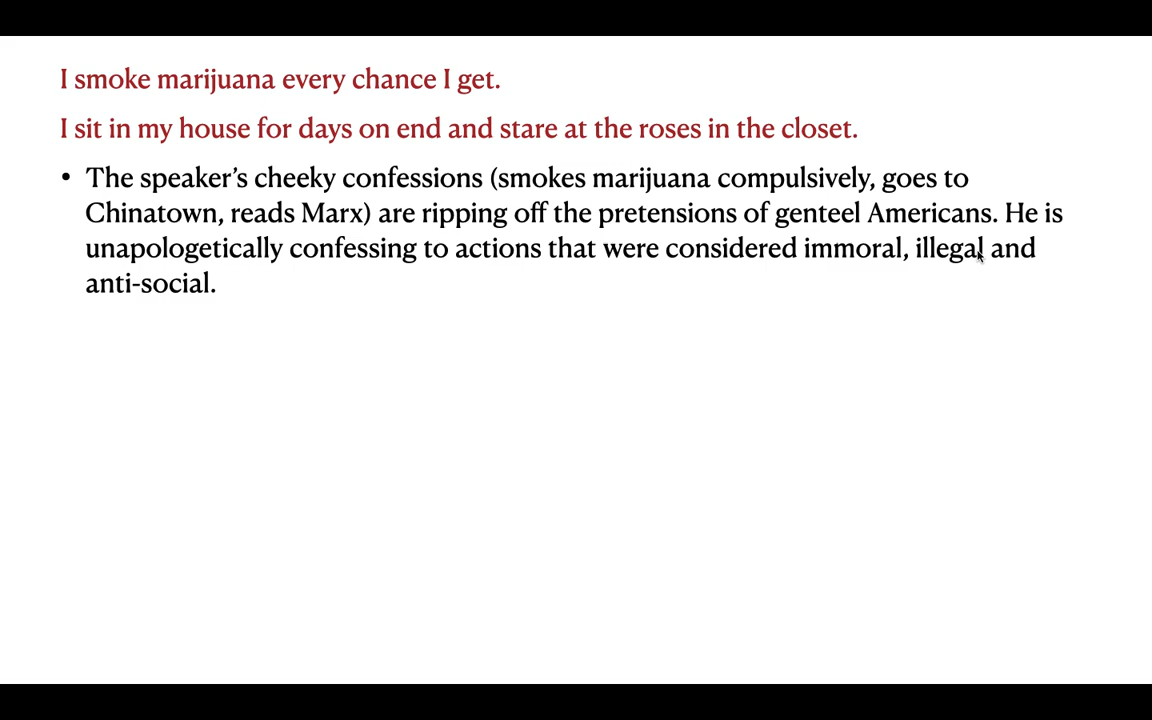 I smoke marijuana every chance I get.
I sit in my house for days on end and stare at the roses in the closet.
• The speaker’s cheeky confessions (smokes marijuana compulsively, goes to
Chinatown, reads Marx) are ripping off the pretensions of genteel Americans. He is
unapologetically confessing to actions that were considered immoral, illegal and
anti-social.